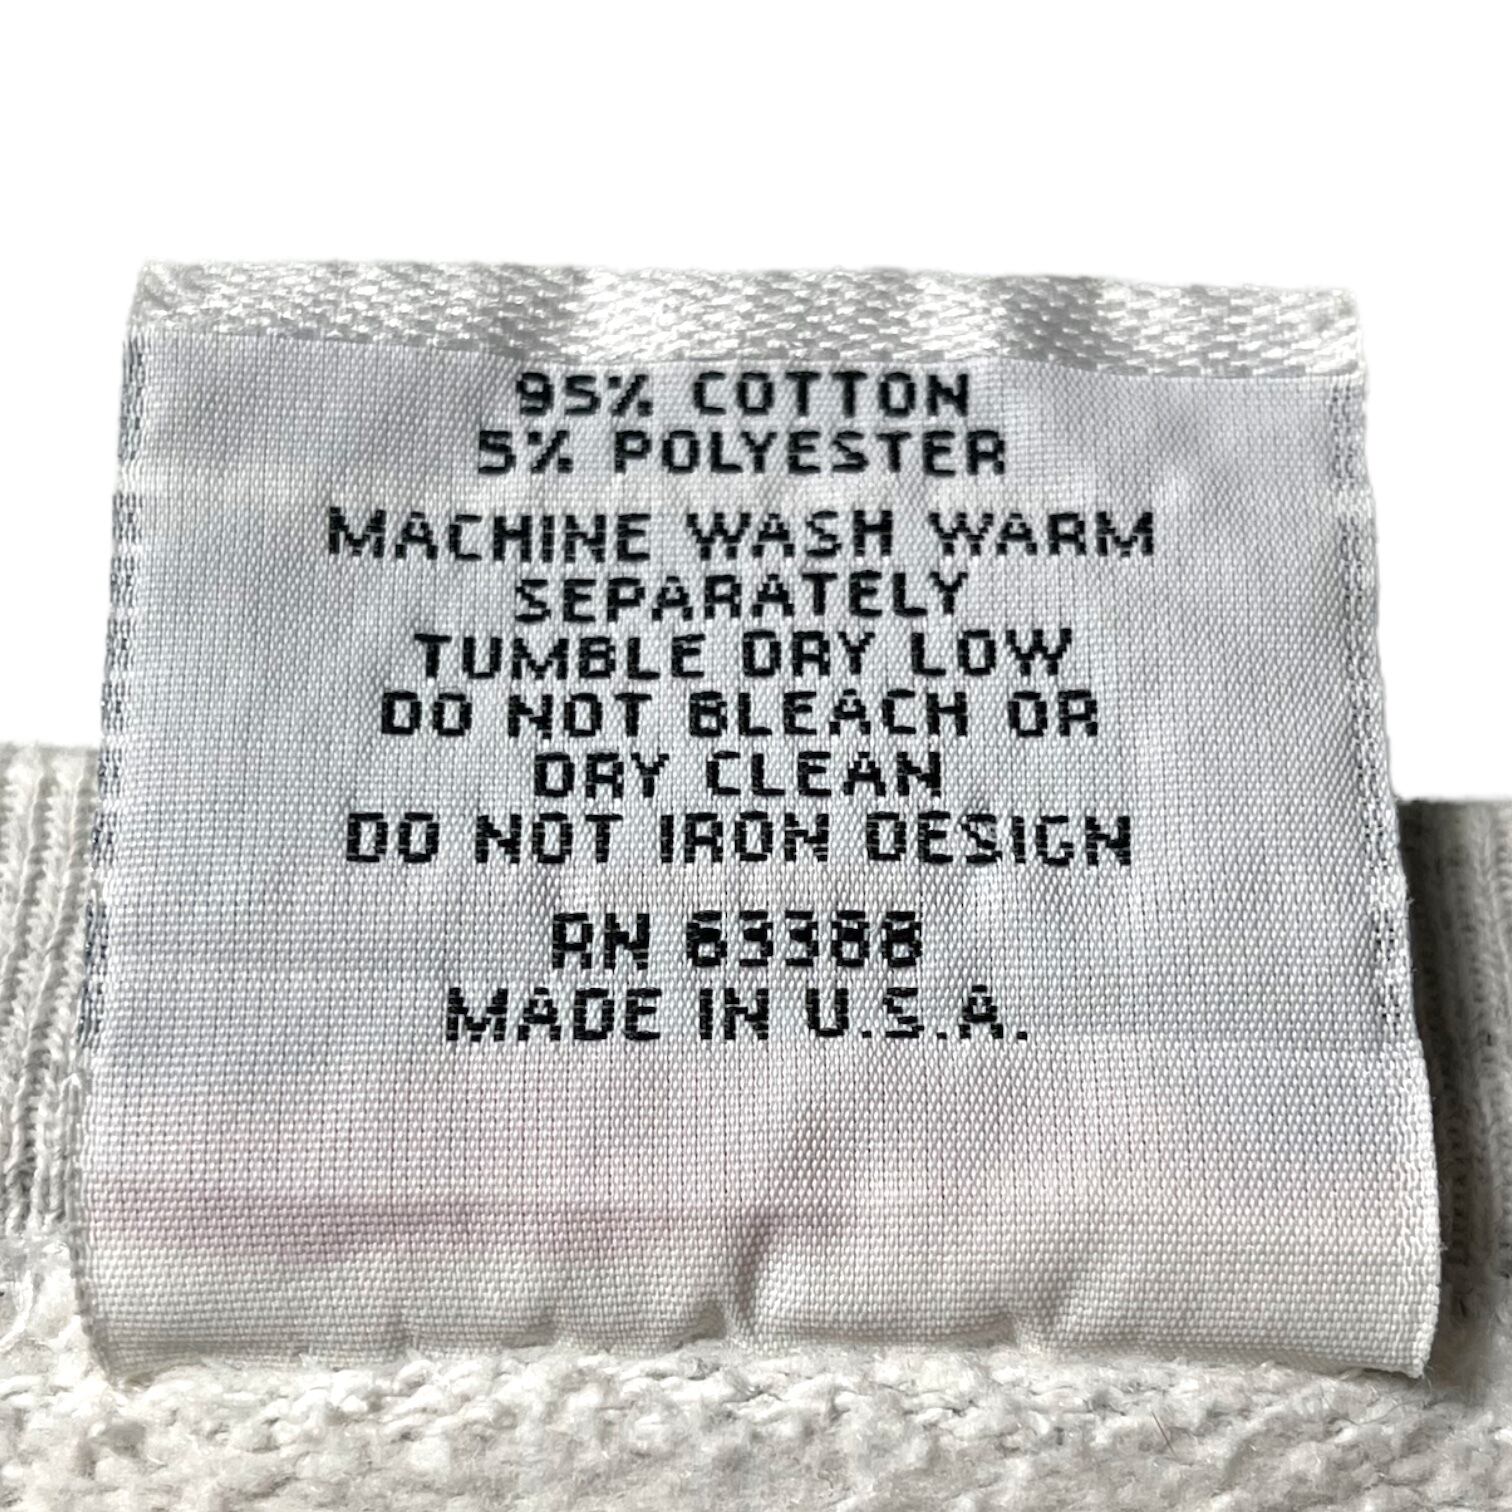 95% COTTON
5% POLYESTER
MACHINE WASH WARM
SEPARATELY
TUMBLE DRY LOW
DO NOT BLEACH OR
DRY CLEAN
DO NOT IRON DESIGN
RN 63388
MADE IN U.S.A.